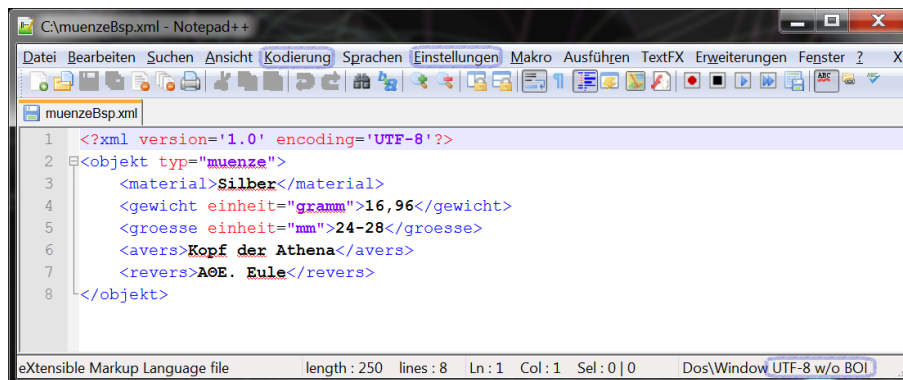 C:\muenzeBsp.xml - Notepad++
Datei Bearbeiten Suchen Ansicht Kodierung Sprachen Einstellungen Makro Ausführen TextFX Erweiterungen Fenster ? X
muenzeBsp.xml
1 <?xml version='1.0' encoding='UTF-8'?>
2 <objekt typ="muenze">
3 <material>Silber</material>
4 <gewicht einheit="gramm">16,96</gewicht>
5 <groesse einheit="mm">24-28</groesse>
6 <avers>Kopf der Athena</avers>
7 <revers>ΑΘΕ. Eule</revers>
8 </objekt>
eXtensible Markup Language file length : 250 lines : 8 Ln : 1 Col : 1 Sel : 0 | 0 Dos\Window UTF-8 w/o BOI